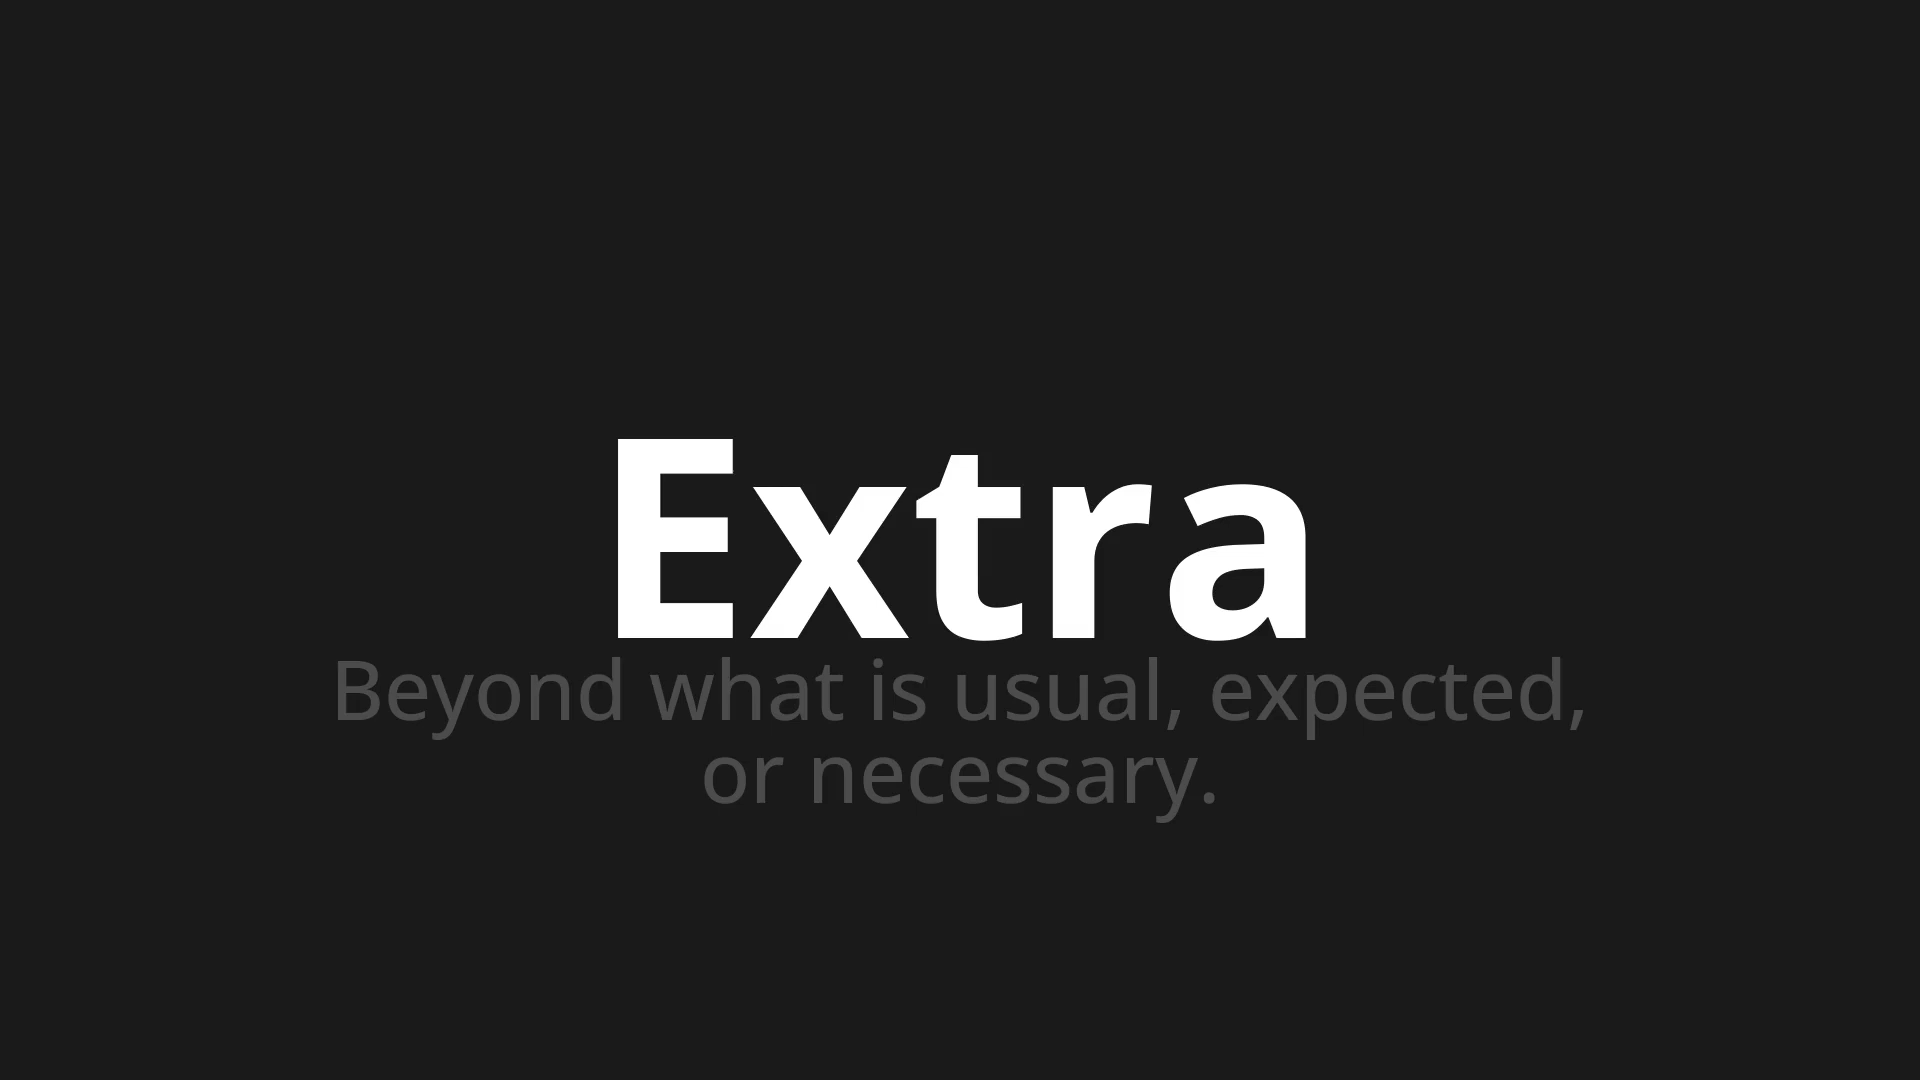 Extra
Beyond what is usual, expected,
or necessary.